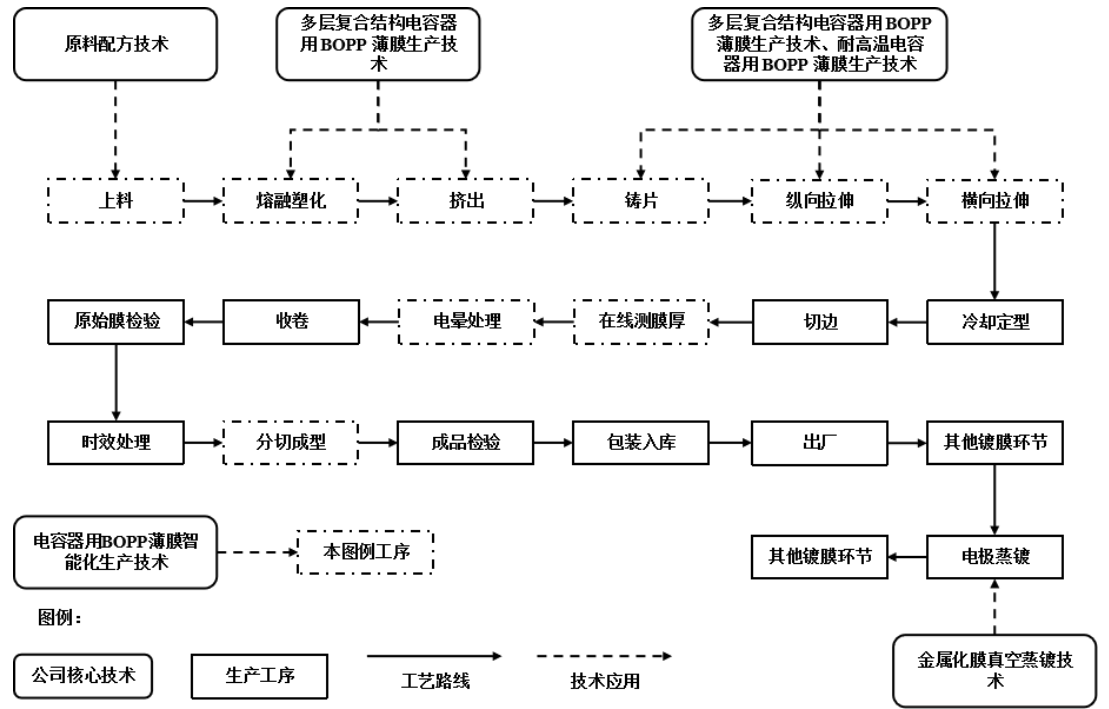 原料配方技术
多层复合结构电容器
用BOPP 薄膜生产技
术
多层复合结构电容器用BOPP
薄膜生产技术、耐高温电容
器用BOPP 薄膜生产技术
上料
熔融塑化
挤出
铸片
纵向拉伸
横向拉伸
原始膜检验
收卷
电晕处理
在线测膜厚
切边
冷却定型
时效处理
分切成型
成品检验
包装入库
出厂
其他镀膜环节
电容器用BOPP薄膜智
能化生产技术
本图例工序
其他镀膜环节
电极蒸镀
图例：
公司核心技术
生产工序
工艺路线
技术应用
金属化膜真空蒸镀技
术